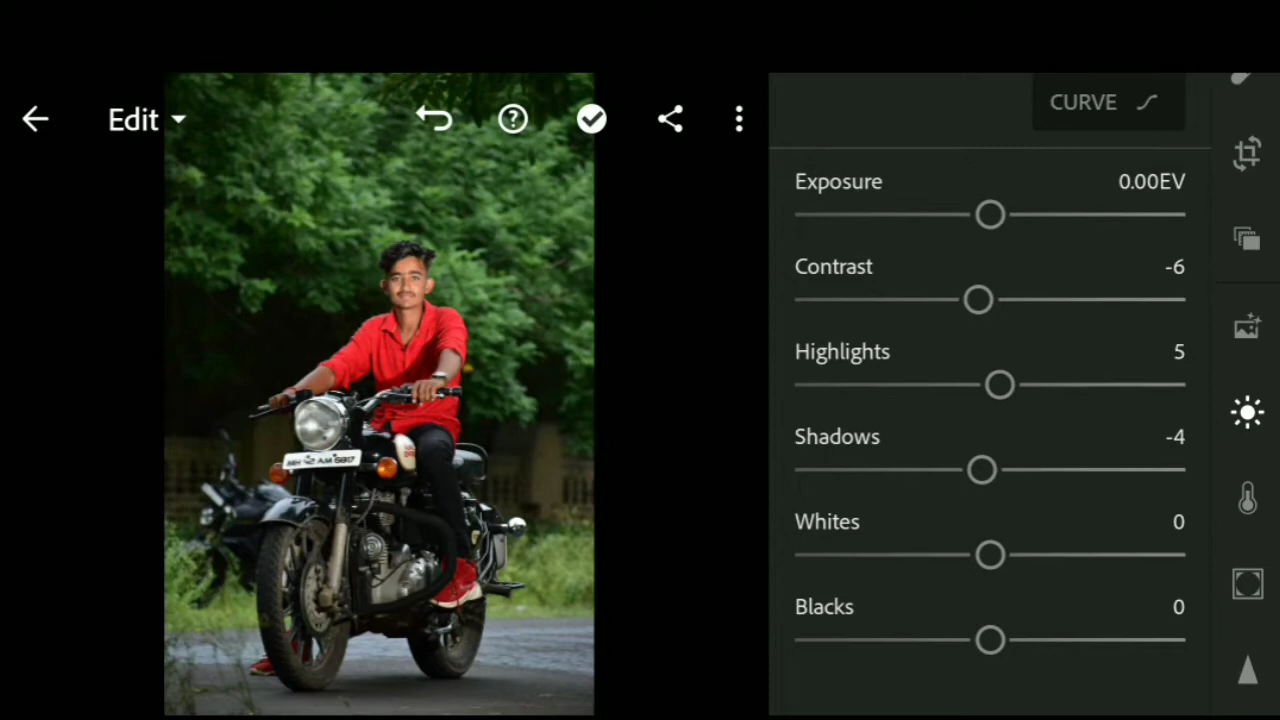 Edit
CURVE
Exposure 0.00EV
Contrast -6
Highlights 5
Shadows -4
Whites 0
Blacks 0